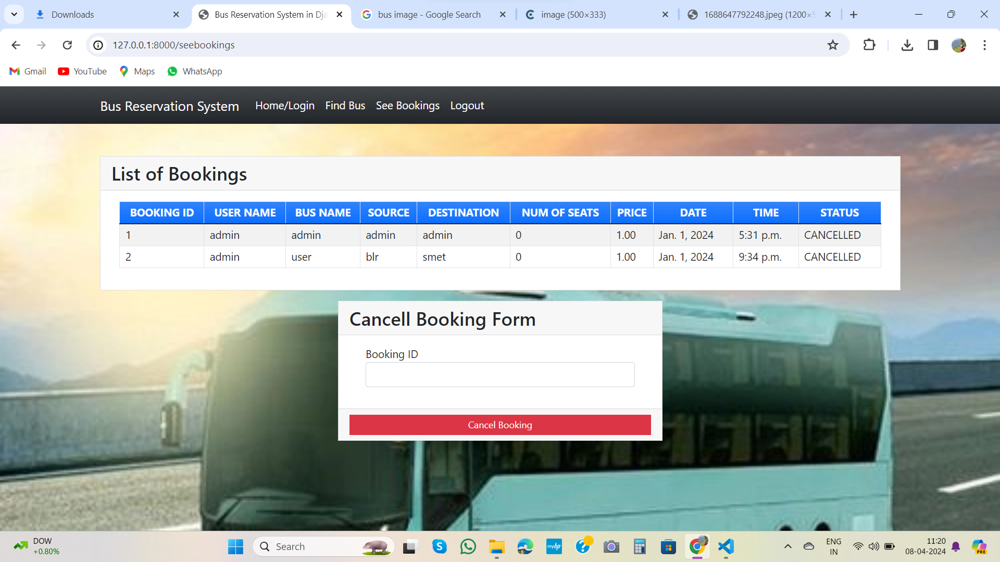 Downloads
Bus Reservation System in Dja
bus image - Google Search
image (500×333)
1688647792248.jpeg (1200×5
127.0.0.1:8000/seebookings
Gmail
YouTube
Maps
WhatsApp
Bus Reservation System
Home/Login
Find Bus
See Bookings
Logout
List of Bookings
BOOKING ID USER NAME BUS NAME SOURCE DESTINATION NUM OF SEATS PRICE DATE TIME STATUS
1 admin admin admin admin 0 1.00 Jan. 1, 2024 5:31 p.m. CANCELLED
2 admin user blr smet 0 1.00 Jan. 1, 2024 9:34 p.m. CANCELLED
Cancell Booking Form
Booking ID
Cancel Booking
DOW
+0.80%
Search
S
myhp
?
PRE
ENG
IN
11:20
08-04-2024